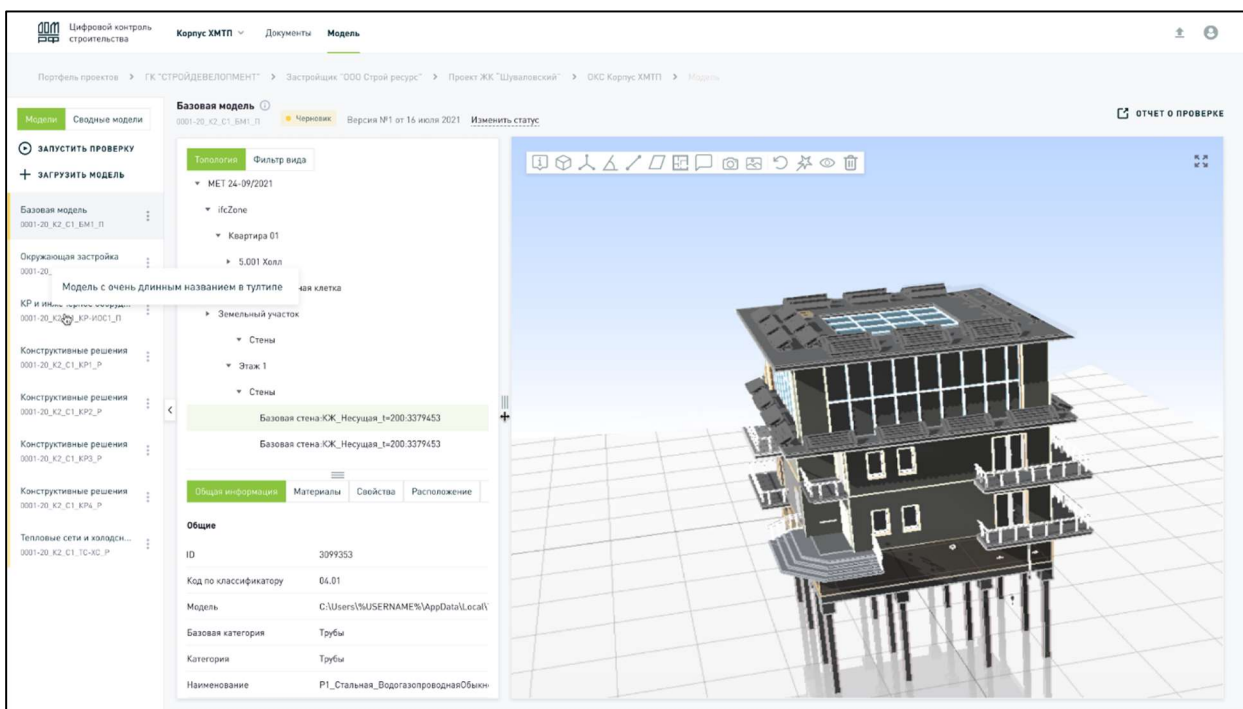 ДОМ РФ
Цифровой контроль строительства
Корпус ХМТП
Документы
Модель
Портфель проектов > ГК "СТРОЙДЕВЕЛОПМЕНТ" > Застройщик "ООО Строй ресурс" > Проект ЖК "Шуваловский" > ОКС Корпус ХМТП > Модель
Модели
Сводные модели
ЗАПУСТИТЬ ПРОВЕРКУ
ЗАГРУЗИТЬ МОДЕЛЬ
Базовая модель
0001-20_К2_С1_БМ1_П
Окружающая застройка
0001-20_
Модель с очень длинным названием в тултипе
0001-20_К2_ _КР-ИОС1_П
Конструктивные решения
0001-20_К2_С1_КР1_Р
Конструктивные решения
0001-20_К2_С1_КР2_Р
Конструктивные решения
0001-20_К2_С1_КР3_Р
Конструктивные решения
0001-20_К2_С1_КР4_Р
Тепловые сети и холодсн...
0001-20_К2_С1_ТС-ХС_Р
Базовая модель
0001-20_К2_С1_БМ1_П
Черновик
Версия №1 от 16 июля 2021
Изменить статус
ОТЧЕТ О ПРОВЕРКЕ
Топология
Фильтр вида
МЕТ 24-09/2021
ifcZone
Квартира 01
5.001 Холл
ная клетка
Земельный участок
Стены
Этаж 1
Стены
Базовая стена:КЖ_Несущая_t=200:3379453
Базовая стена:КЖ_Несущая_t=200:3379453
Общая информация
Материалы
Свойства
Расположение
Общие
ID 3099353
Код по классификатору 04.01
Модель C:\Users\%USERNAME%\AppData\Local\
Базовая категория Трубы
Категория Трубы
Наименование Р1_Стальная_ВодогазопроводнаяОбыкн